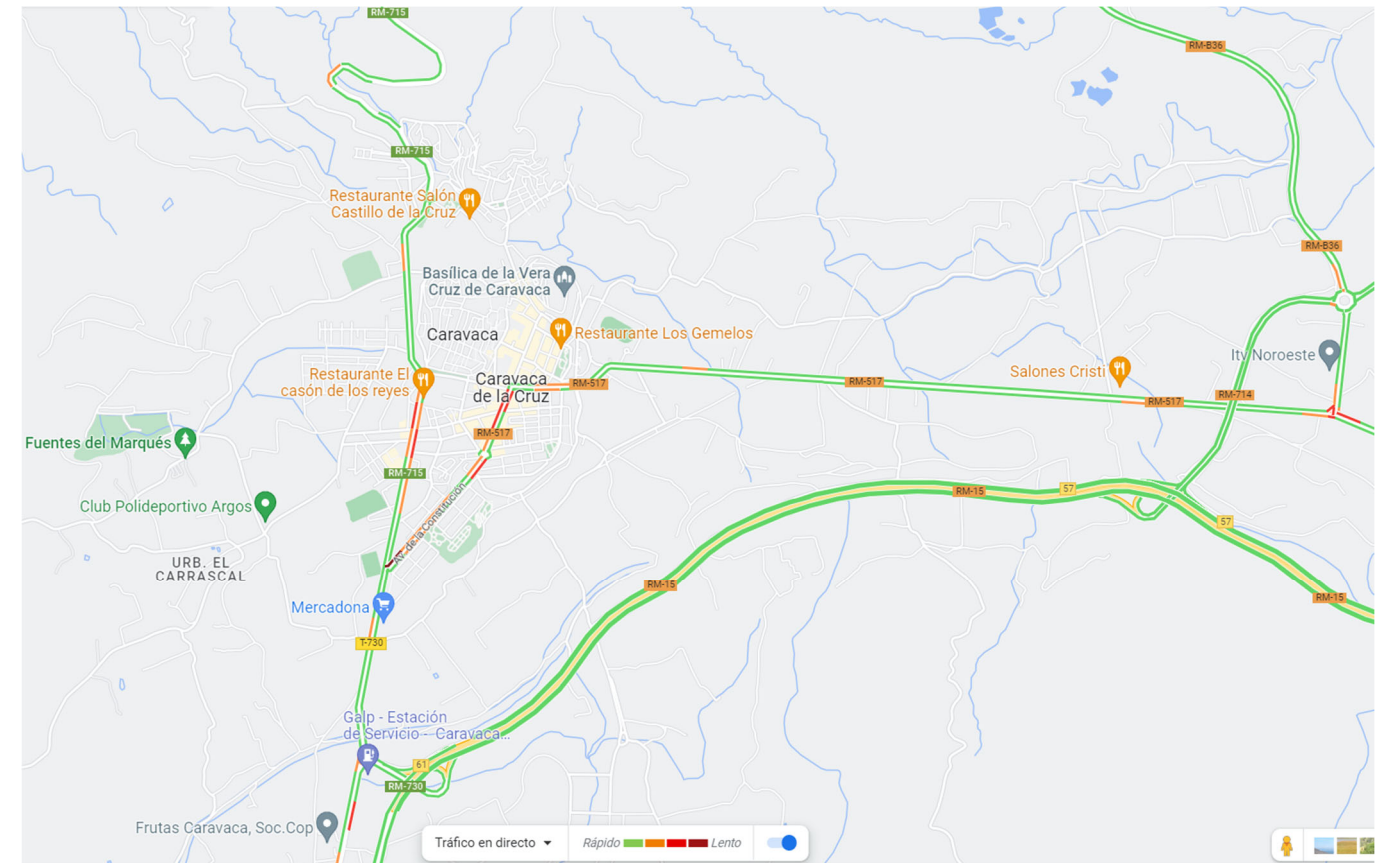 RM-715
RM-B36
RM-715
Restaurante Salón
Castillo de la Cruz
RM-B36
Basílica de la Vera
Cruz de Caravaca
Caravaca
Restaurante Los Gemelos
Itv Noroeste
Restaurante El
casón de los reyes
Caravaca
de la Cruz
RM-517
RM-517
Salones Cristi
RM-517
RM-714
Fuentes del Marqués
RM-517
RM-715
Club Polideportivo Argos
Av. de la Constitución
RM-15
57
57
URB. EL
CARRASCAL
RM-15
RM-15
Mercadona
T-730
Galp - Estación
de Servicio - Caravaca...
61
RM-730
Frutas Caravaca, Soc.Cop
Tráfico en directo
Rápido
Lento